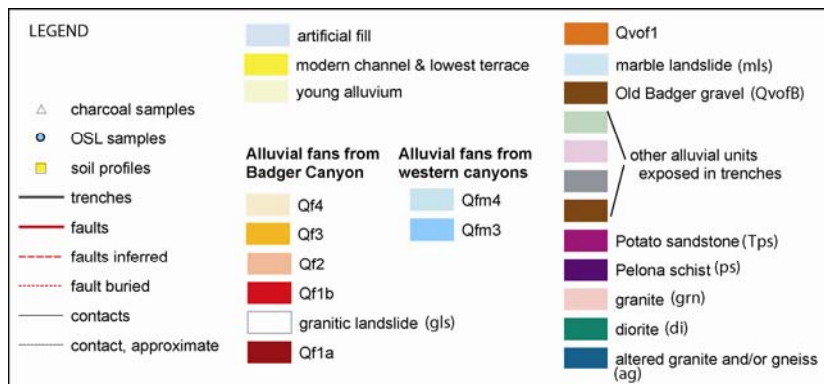 LEGEND
charcoal samples
OSL samples
soil profiles
trenches
faults
faults inferred
fault buried
contacts
contact, approximate
artificial fill
modern channel & lowest terrace
young alluvium
Alluvial fans from
Badger Canyon
Qf4
Qf3
Qf2
Qf1b
granitic landslide (gls)
Qf1a
Alluvial fans from
western canyons
Qfm4
Qfm3
Qvof1
marble landslide (mls)
Old Badger gravel (QvofB)
other alluvial units
exposed in trenches
Potato sandstone (Tps)
Pelona schist (ps)
granite (grn)
diorite (di)
altered granite and/or gneiss
(ag)